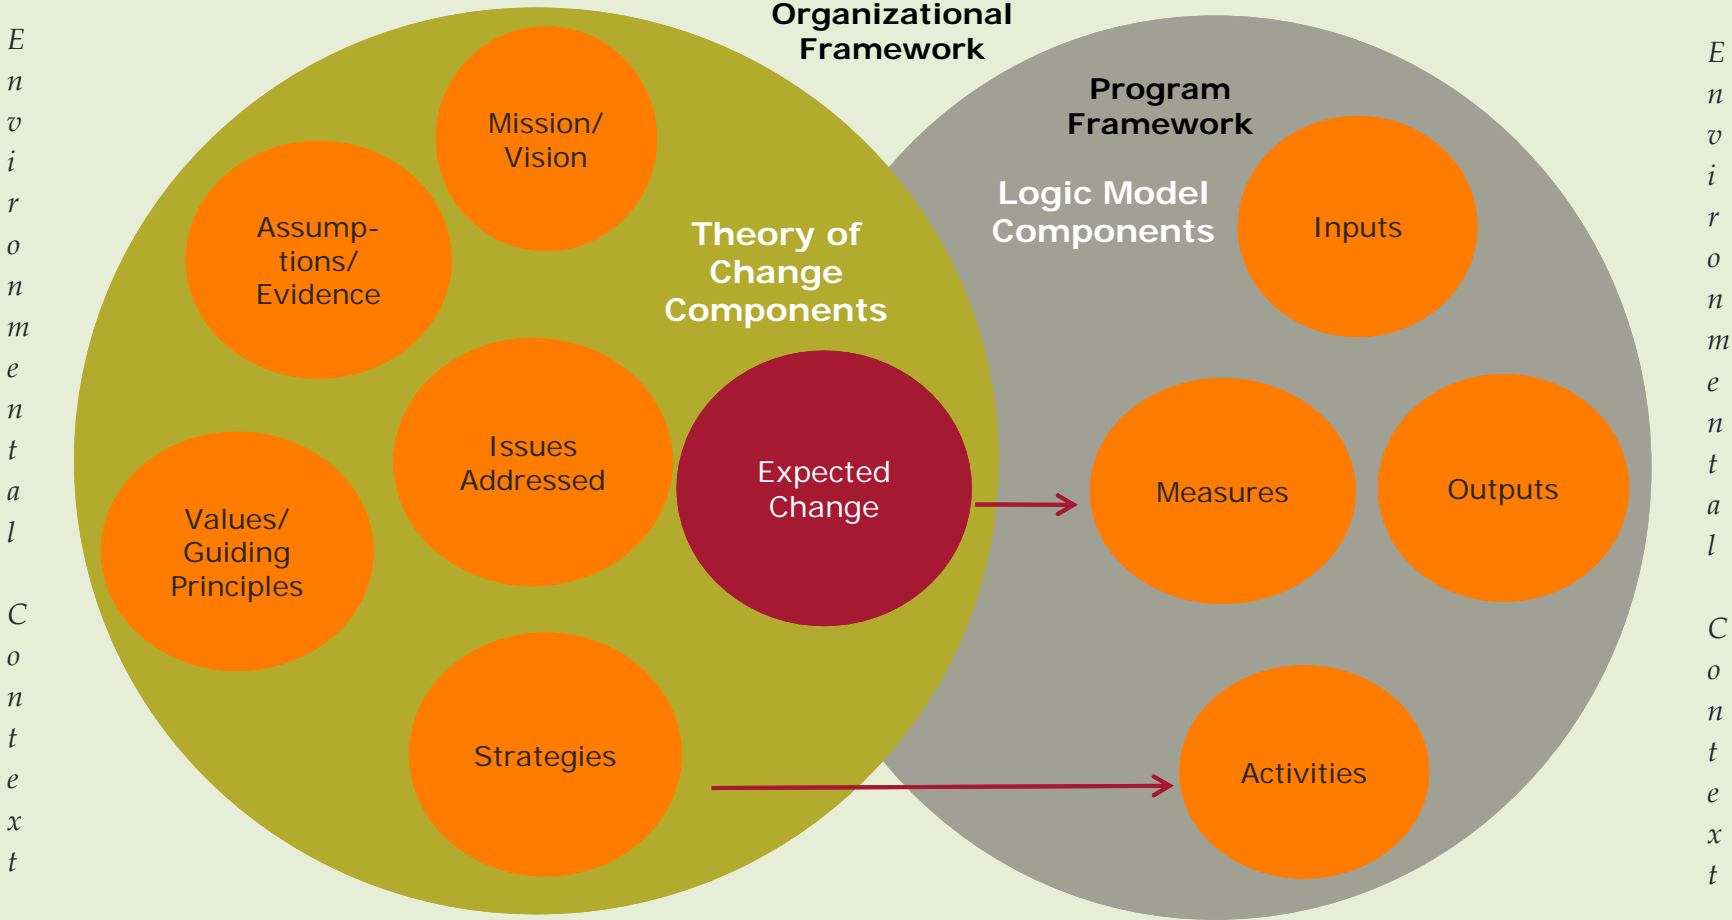 Organizational
Framework
Environmental Context
Mission/
Vision
Assump-
tions/
Evidence
Theory of
Change
Components
Issues
Addressed
Expected
Change
Values/
Guiding
Principles
Strategies
Program
Framework
Logic Model
Components
Inputs
Measures
Outputs
Activities
Environmental Context